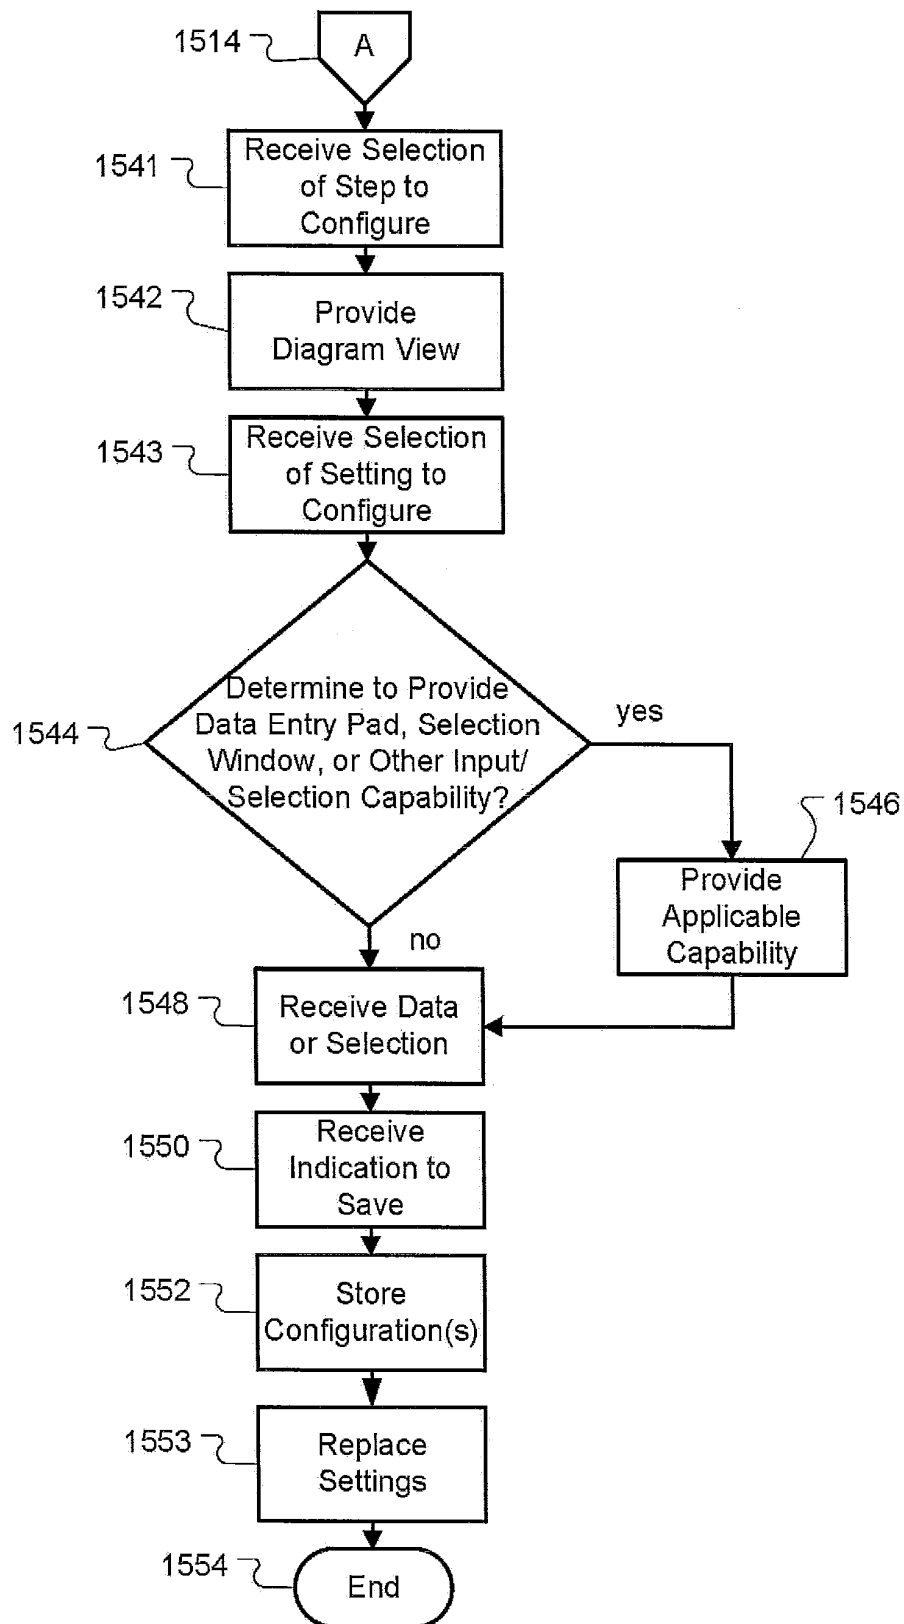 1514
A
1541
Receive Selection
of Step to
Configure
1542
Provide
Diagram View
1543
Receive Selection
of Setting to
Configure
1544
Determine to Provide
Data Entry Pad, Selection
Window, or Other Input/
Selection Capability?
yes
1546
Provide
Applicable
Capability
no
1548
Receive Data
or Selection
1550
Receive
Indication to
Save
1552
Store
Configuration(s)
1553
Replace
Settings
1554
End